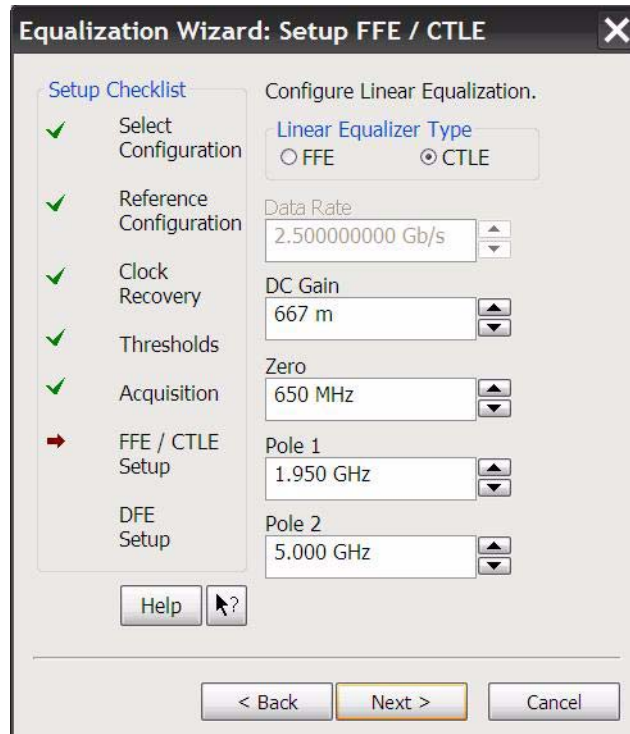 Equalization Wizard: Setup FFE / CTLE
Setup Checklist
Select
Configuration
Reference
Configuration
Clock
Recovery
Thresholds
Acquisition
FFE / CTLE
Setup
DFE
Setup
Help
?
Configure Linear Equalization.
Linear Equalizer Type
FFE
CTLE
Data Rate
2.500000000 Gb/s
DC Gain
667 m
Zero
650 MHz
Pole 1
1.950 GHz
Pole 2
5.000 GHz
< Back
Next >
Cancel